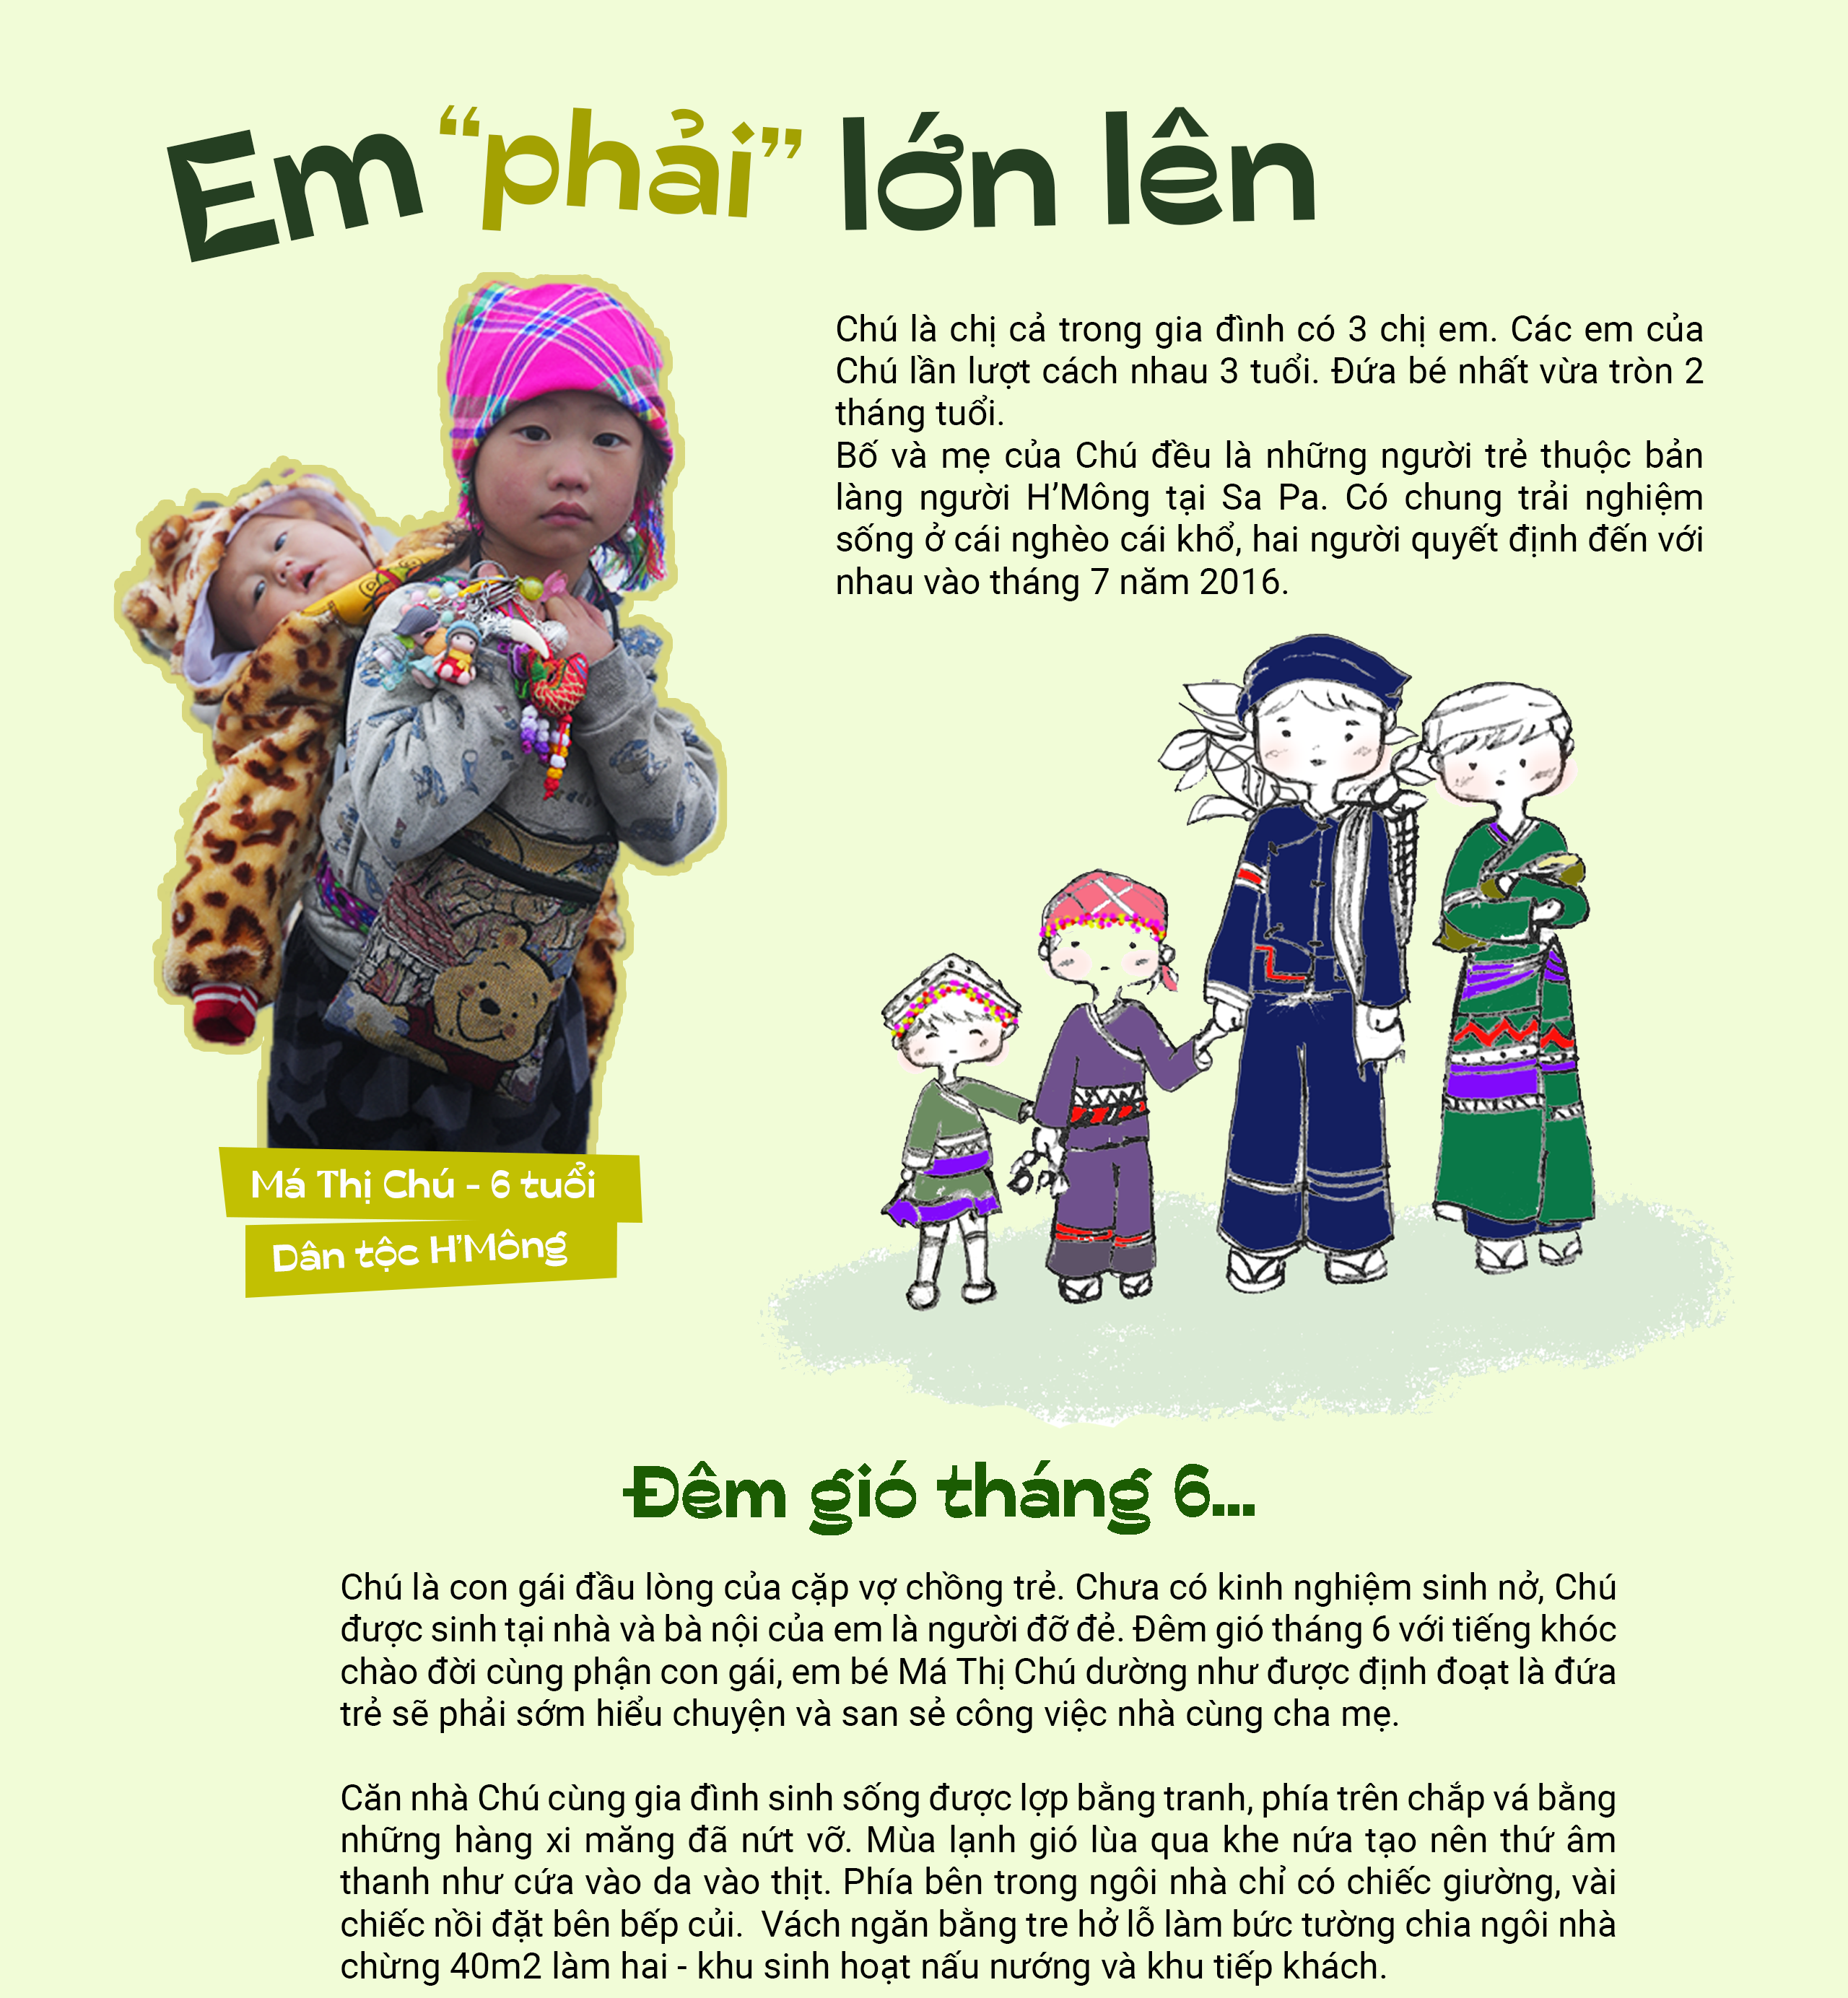 Em “phải” lớn lên
Chú là chị cả trong gia đình có 3 chị em. Các em của
Chú lần lượt cách nhau 3 tuổi. Đứa bé nhất vừa tròn 2
tháng tuổi.
Bố và mẹ của Chú đều là những người trẻ thuộc bản
làng người H’Mông tại Sa Pa. Có chung trải nghiệm
sống ở cái nghèo cái khổ, hai người quyết định đến với
nhau vào tháng 7 năm 2016.
Má Thị Chú - 6 tuổi
Dân tộc H’Mông
Đêm gió tháng 6...
Chú là con gái đầu lòng của cặp vợ chồng trẻ. Chưa có kinh nghiệm sinh nở, Chú
được sinh tại nhà và bà nội của em là người đỡ đẻ. Đêm gió tháng 6 với tiếng khóc
chào đời cùng phận con gái, em bé Má Thị Chú dường như được định đoạt là đứa
trẻ sẽ phải sớm hiểu chuyện và san sẻ công việc nhà cùng cha mẹ.
Căn nhà Chú cùng gia đình sinh sống được lợp bằng tranh, phía trên chắp vá bằng
những hàng xi măng đã nứt vỡ. Mùa lạnh gió lùa qua khe nứa tạo nên thứ âm
thanh như cứa vào da vào thịt. Phía bên trong ngôi nhà chỉ có chiếc giường, vài
chiếc nồi đặt bên bếp củi.  Vách ngăn bằng tre hở lỗ làm bức tường chia ngôi nhà
chừng 40m2 làm hai - khu sinh hoạt nấu nướng và khu tiếp khách.